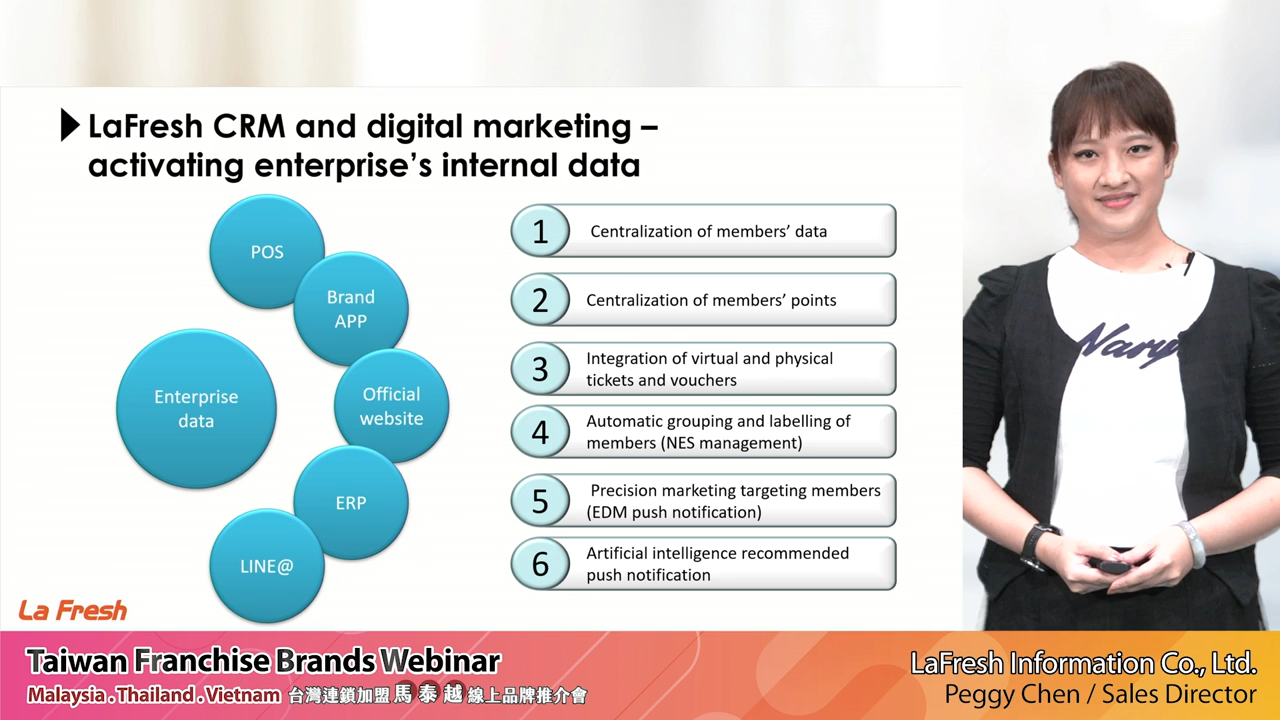 LaFresh CRM and digital marketing –
activating enterprise's internal data
POS
Brand
APP
Enterprise
data
Official
website
ERP
LINE@
1 Centralization of members' data
2 Centralization of members' points
3 Integration of virtual and physical
tickets and vouchers
4 Automatic grouping and labelling of
members (NES management)
5 Precision marketing targeting members
(EDM push notification)
6 Artificial intelligence recommended
push notification
La Fresh
Nary
Taiwan Franchise Brands Webinar
Malaysia . Thailand . Vietnam 台灣連鎖加盟馬泰越線上品牌推介會
LaFresh Information Co., Ltd.
Peggy Chen / Sales Director